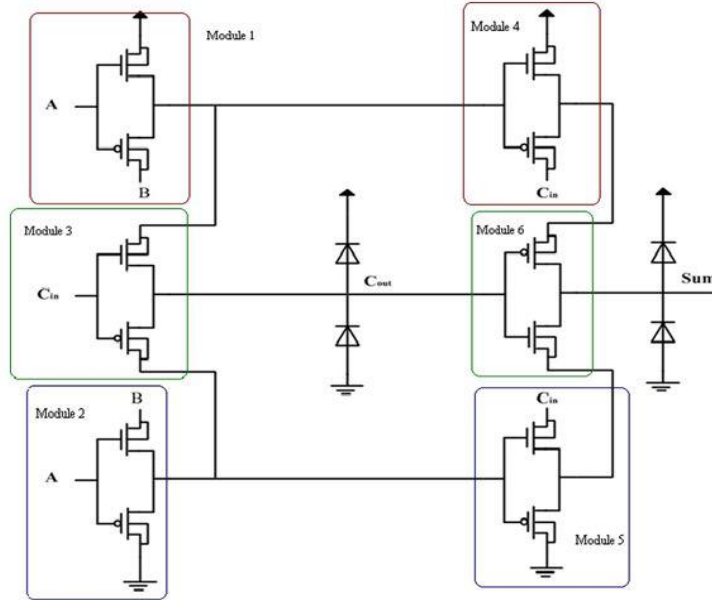 Module 1
A
B
Module 4
Cin
Module 3
Cin
Cout
Module 6
Sum
Module 2
B
A
Cin
Module 5